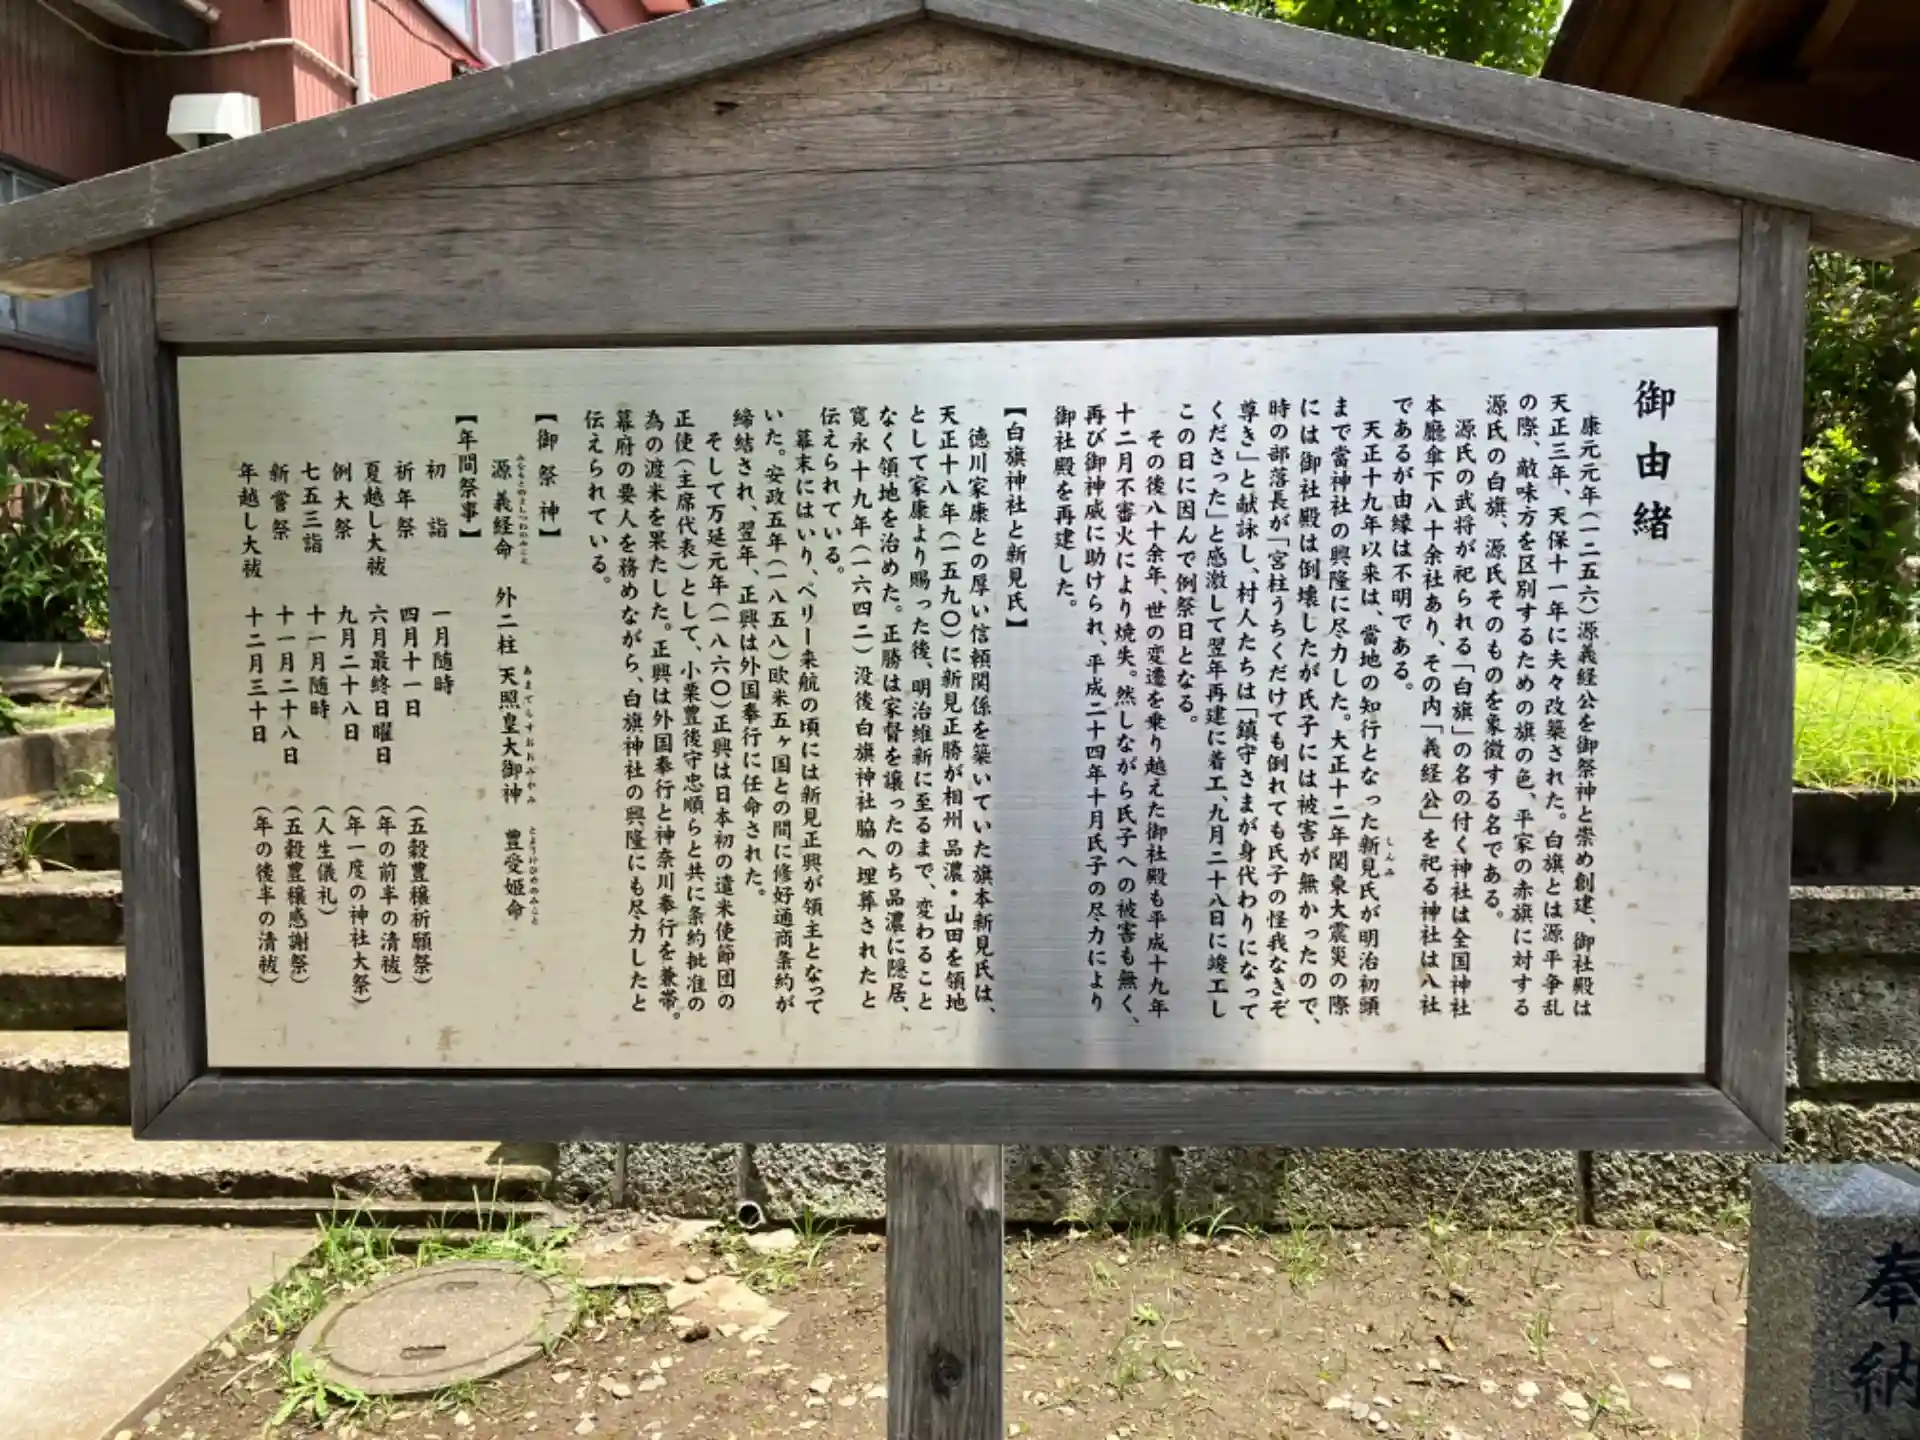 御由緒
康元元年(一二五六)源義経公を御祭神と崇め創建、御社殿は
天正三年、天保十一年に夫々改築された。白旗とは源平争乱
の際、敵味方を区別するための旗の色、平家の赤旗に対する
源氏の白旗、源氏そのものを象徴する名である。
源氏の武将が祀られる「白旗」の名の付く神社は全国神社
本廳傘下八十余社あり、その内「義経公」を祀る神社は八社
であるが由縁は不明である。
天正十九年以来は、當地の知行となった新見氏が明治初頭
しんみ
まで當神社の興隆に尽力した。大正十二年関東大震災の際
には御社殿は倒壊したが氏子には被害が無かったので、
時の部落長が「宮柱うちくだけても倒れても氏子の怪我なきぞ
尊き」と献詠し、村人たちは「鎮守さまが身代わりになって
くださった」と感激して翌年再建に着工、九月二十八日に竣工し
この日に因んで例祭日となる。
その後八十余年、世の変遷を乗り越えた御社殿も平成十九年
十二月不審火により焼失。然しながら氏子への被害も無く、
再び御神威に助けられ、平成二十四年十月氏子の尽力により
御社殿を再建した。
【白旗神社と新見氏】
徳川家康との厚い信頼関係を築いていた旗本新見氏は、
天正十八年(一五九〇)に新見正勝が相州 品濃・山田を領地
として家康より賜った後、明治維新に至るまで、変わること
なく領地を治めた。正勝は家督を譲ったのち品濃に隠居、
寛永十九年(一六四二)没後白旗神社脇へ埋葬されたと
伝えられている。
幕末にはいり、ペリー来航の頃には新見正興が領主となって
いた。安政五年(一八五八)欧米五ヶ国との間に修好通商条約が
締結され、翌年、正興は外国奉行に任命された。
そして万延元年(一八六〇)正興は日本初の遣米使節団の
正使(主席代表)として、小栗豊後守忠順らと共に条約批准の
為の渡米を果たした。正興は外国奉行と神奈川奉行を兼帯。
幕府の要人を務めながら、白旗神社の興隆にも尽力したと
伝えられている。
【御祭神】
源義経命 外二柱 天照皇大御神 豊受姫命
みなもとのよしつねのみこと あまてらすおおみかみ とようけひめのみこと
【年間祭事】
初詣 一月随時
祈年祭 四月十一日 (五穀豊穣祈願祭)
夏越し大祓 六月最終日曜日 (年の前半の清祓)
例大祭 九月二十八日 (年一度の神社大祭)
七五三詣 十一月随時 (人生儀礼)
新嘗祭 十一月二十八日 (五穀豊穣感謝祭)
年越し大祓 十二月三十日 (年の後半の清祓)
奉納